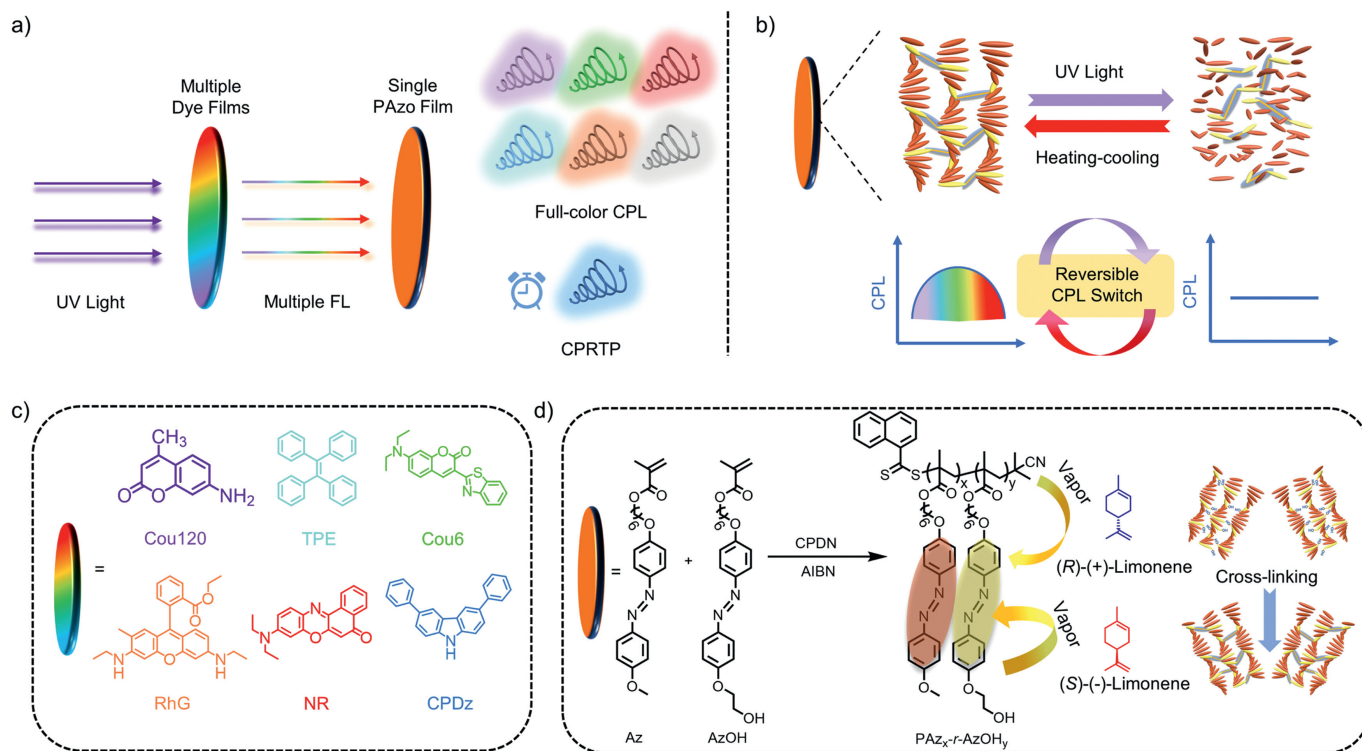 a)
Multiple
Dye Films
Single
PAzo Film
UV Light
Multiple FL
Full-color CPL
CPRTP
b)
UV Light
Heating-cooling
CPL
Reversible
CPL Switch
CPL
c)
=
CH3
O
O
NH2
Cou120
TPE
N
O
O
S
N
Cou6
O
O
N
H
O
N
H
RhG
N
N
O
O
NR
N
H
CPDz
d)
=
O
O
6
O
N
N
O
Az
+
O
O
6
O
N
N
O
OH
AzOH
CPDN
AIBN
S
S
x
y
CN
O
O
O
O
6
6
O
O
N
N
N
N
O
O
OH
PAzx-r-AzOHy
Vapor
(R)-(+)-Limonene
Vapor
(S)-(-)-Limonene
Cross-linking